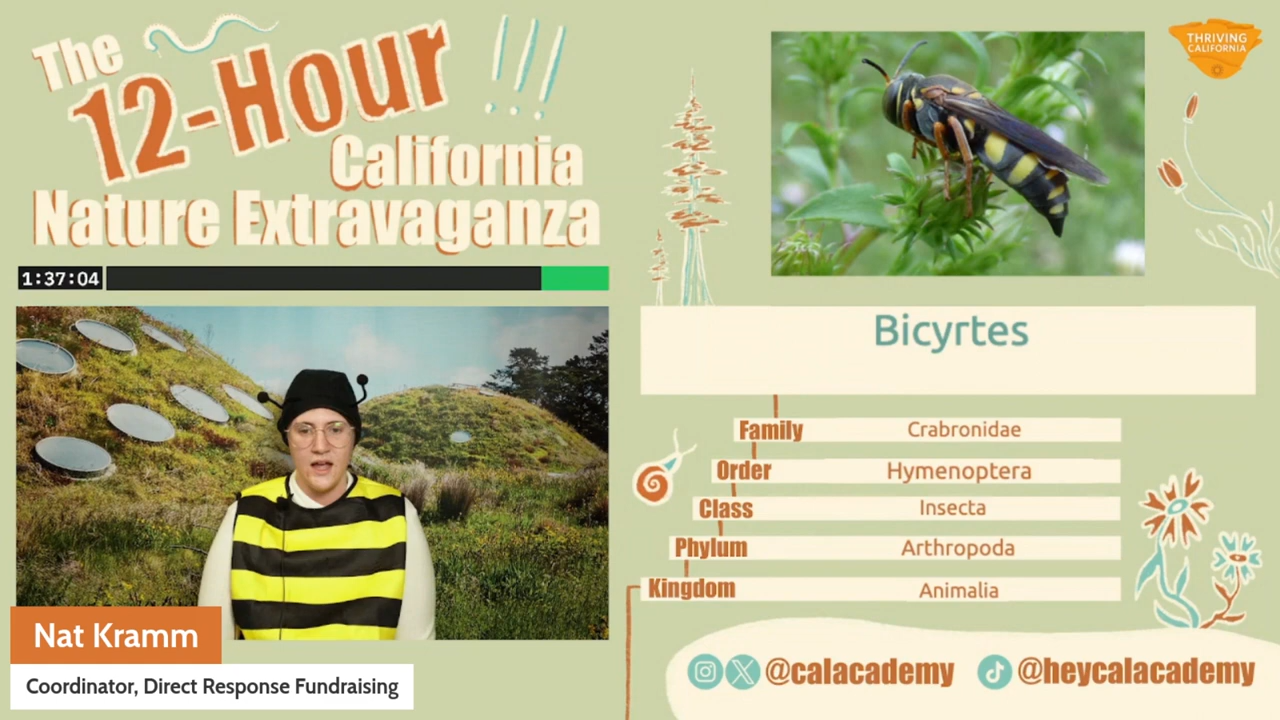 The
12-Hour
!!!
California
Nature Extravaganza
1:37:04
THRIVING
CALIFORNIA
Bicyrtes
Family Crabronidae
Order Hymenoptera
Class Insecta
Phylum Arthropoda
Kingdom Animalia
Nat Kramm
Coordinator, Direct Response Fundraising
@calacademy @heycalacademy